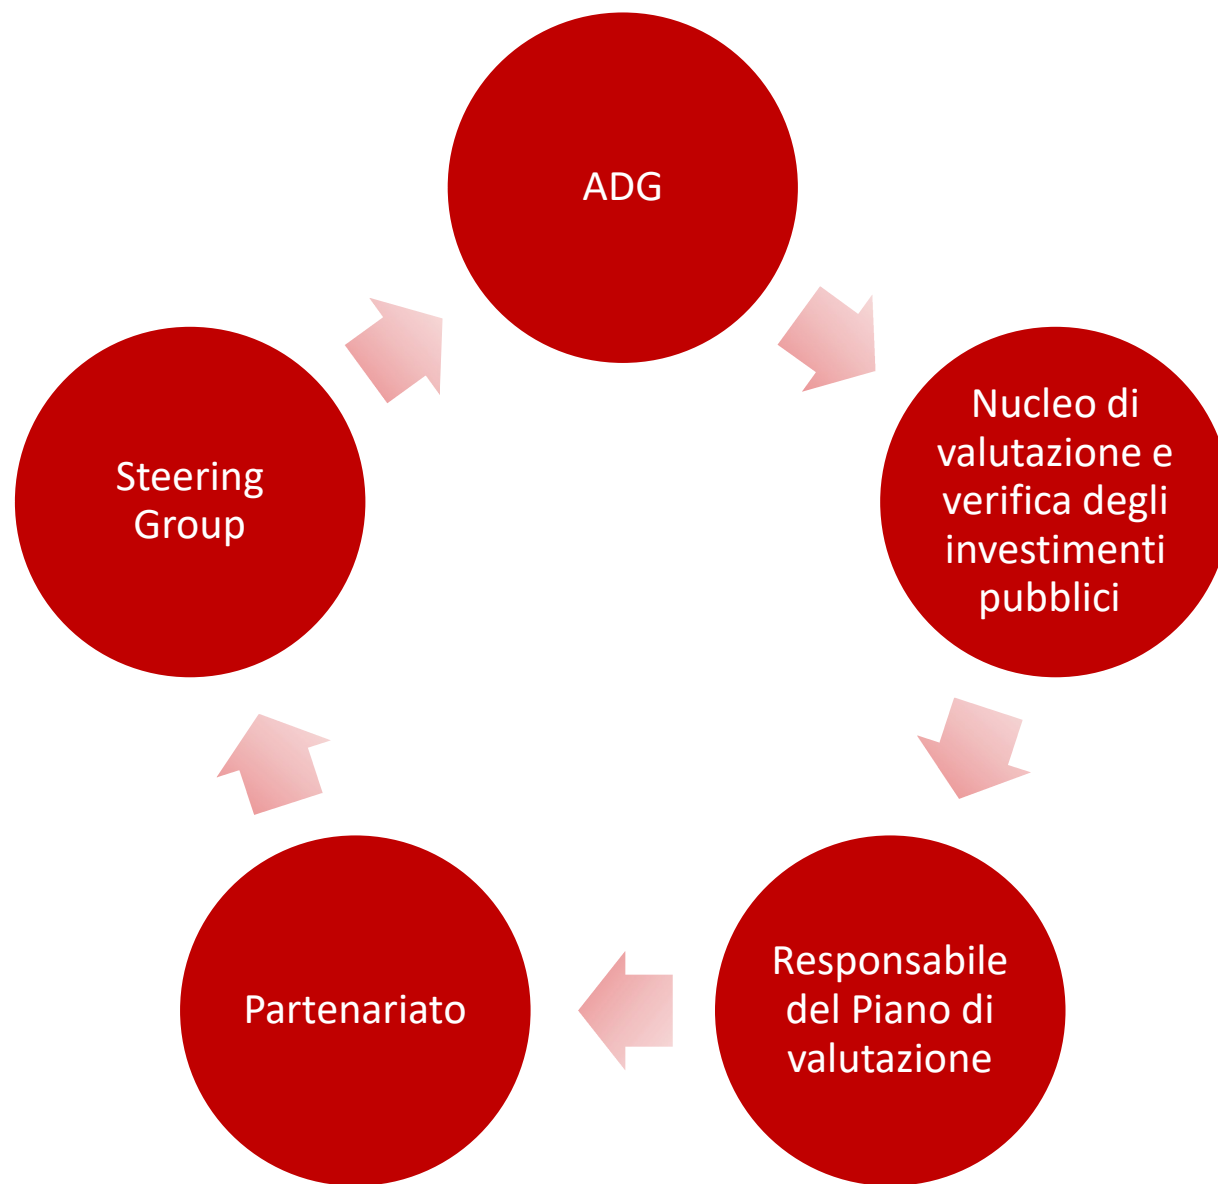 ADG
Nucleo di
valutazione e
verifica degli
investimenti
pubblici
Responsabile
del Piano di
valutazione
Partenariato
Steering
Group